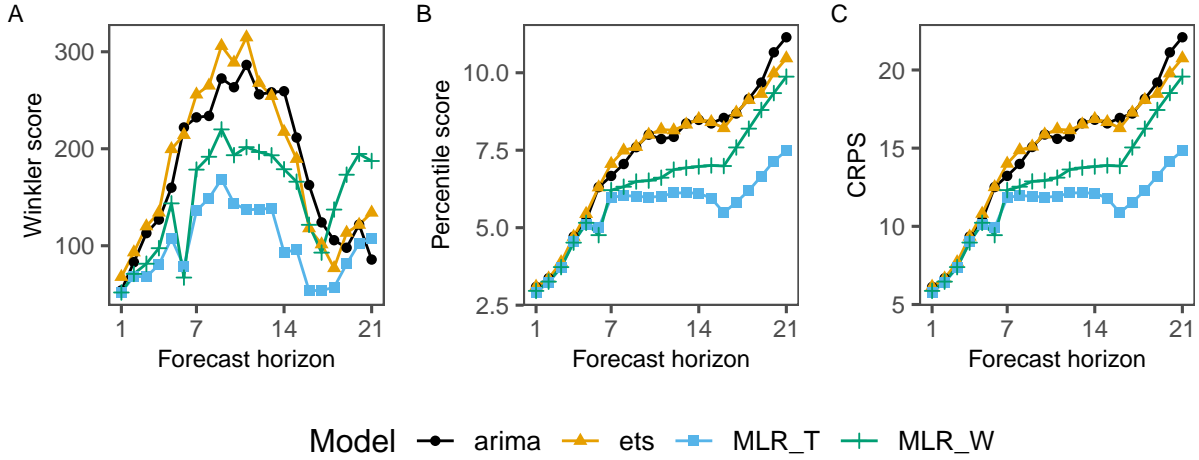 A
B
C
Winkler score
300
200
100
1
7
14
21
Forecast horizon
Percentile score
10.0
7.5
5.0
2.5
1
7
14
21
Forecast horizon
CRPS
20
15
10
5
1
7
14
21
Forecast horizon
Model arima ets MLR_T MLR_W